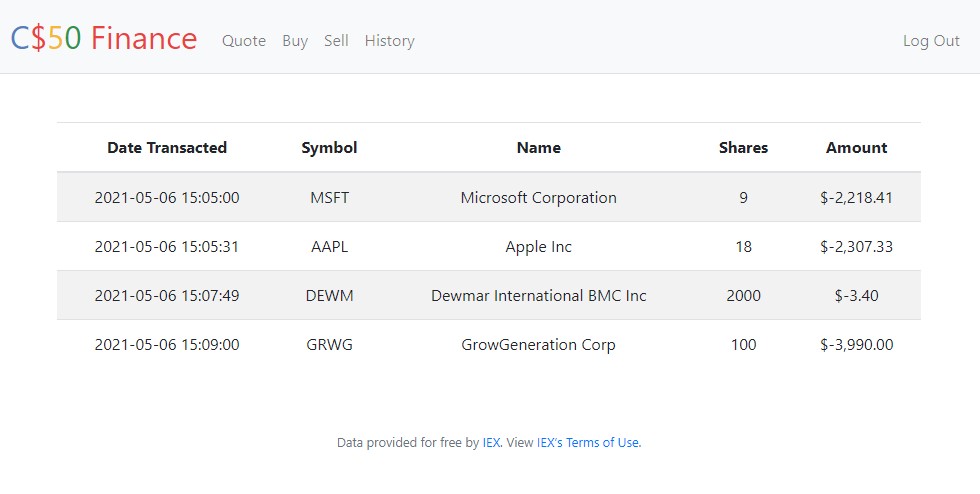 C$50 Finance Quote Buy Sell History Log Out
Date Transacted Symbol Name Shares Amount
2021-05-06 15:05:00 MSFT Microsoft Corporation 9 $-2,218.41
2021-05-06 15:05:31 AAPL Apple Inc 18 $-2,307.33
2021-05-06 15:07:49 DEWM Dewmar International BMC Inc 2000 $-3.40
2021-05-06 15:09:00 GRWG GrowGeneration Corp 100 $-3,990.00
Data provided for free by IEX. View IEX's Terms of Use.